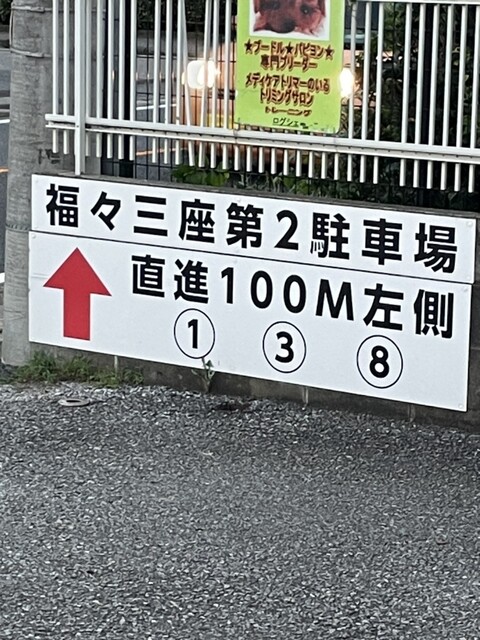 ★プードル★パピヨン★
専門ブリーダー
メディケアトリマーのいる
トリミングサロン
トレーニング
福々三座第2駐車場
直進100M左側
① ③ ⑧